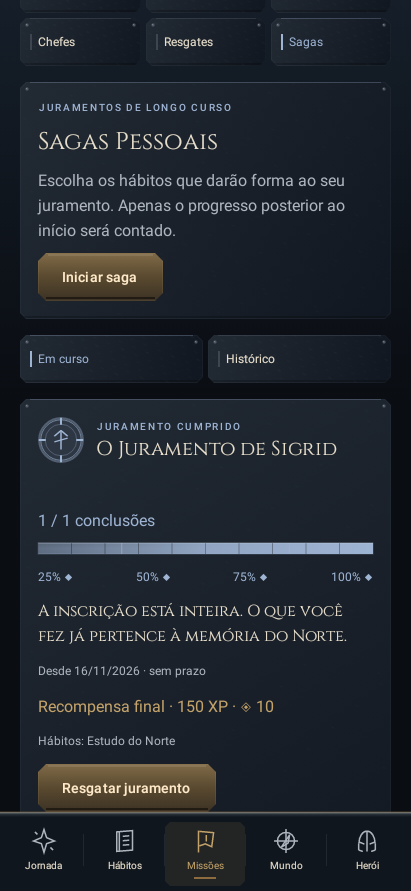 Chefes
Resgates
Sagas
JURAMENTOS DE LONGO CURSO
Sagas Pessoais
Escolha os hábitos que darão forma ao seu
juramento. Apenas o progresso posterior ao
início será contado.
Iniciar saga
Em curso
Histórico
JURAMENTO CUMPRIDO
O Juramento de Sigrid
1 / 1 conclusões
25% ◆ 50% ◆ 75% ◆ 100% ◆
A inscrição está inteira. O que você
fez já pertence à memória do Norte.
Desde 16/11/2026 · sem prazo
Recompensa final · 150 XP · ◈ 10
Hábitos: Estudo do Norte
Resgatar juramento
Jornada
Hábitos
Missões
Mundo
Herói